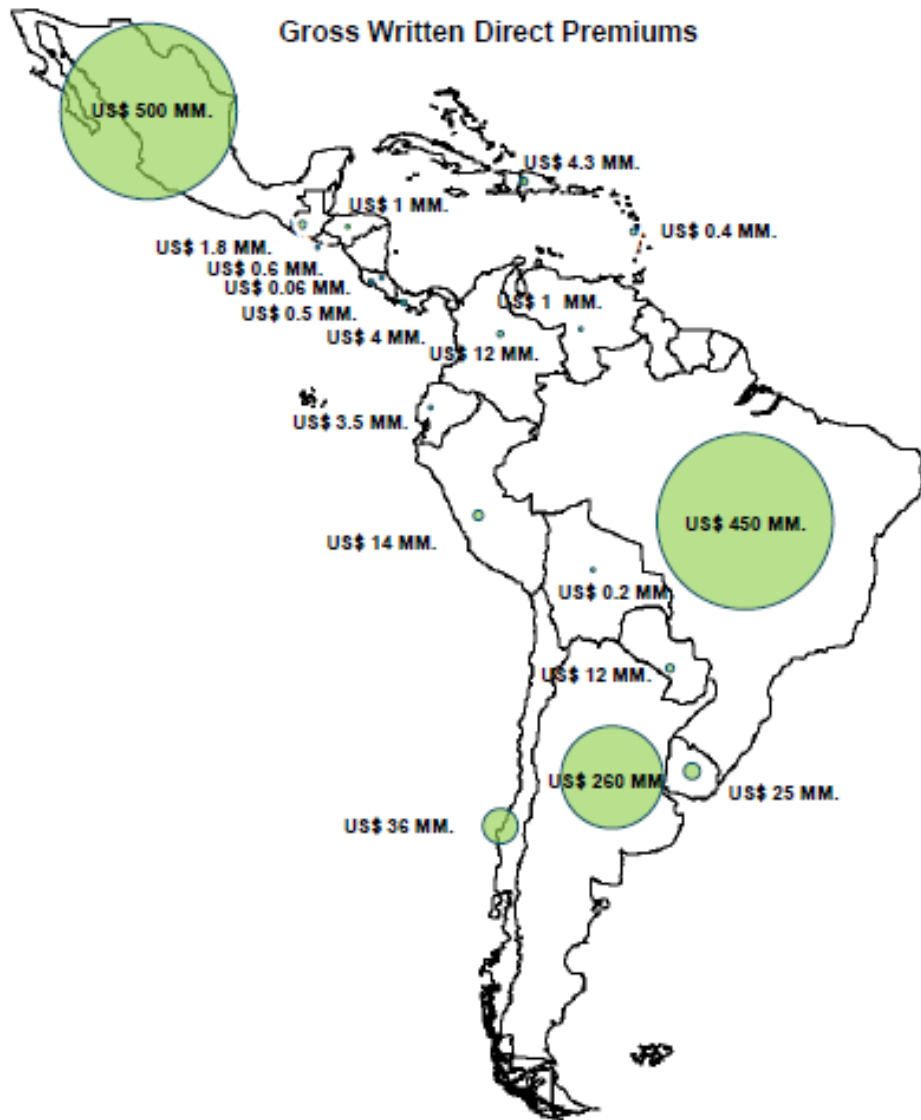 Gross Written Direct Premiums
US$ 500 MM.
US$ 4.3 MM.
US$ 1 MM.
US$ 0.4 MM.
US$ 1.8 MM.
US$ 0.6 MM.
US$ 0.06 MM.
US$ 1  MM.
US$ 0.5 MM.
US$ 4 MM.
US$ 12 MM.
US$ 3.5 MM.
US$ 450 MM.
US$ 14 MM.
US$ 0.2 MM
US$ 12 MM.
US$ 260 MM
US$ 25 MM.
US$ 36 MM.